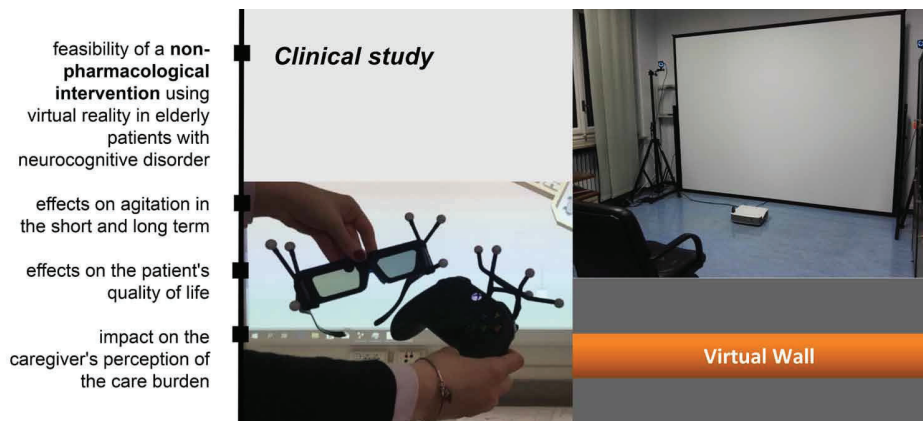 feasibility of a non-
pharmacological
intervention using
virtual reality in elderly
patients with
neurocognitive disorder
effects on agitation in
the short and long term
effects on the patient's
quality of life
impact on the
caregiver's perception of
the care burden
Clinical study
Virtual Wall